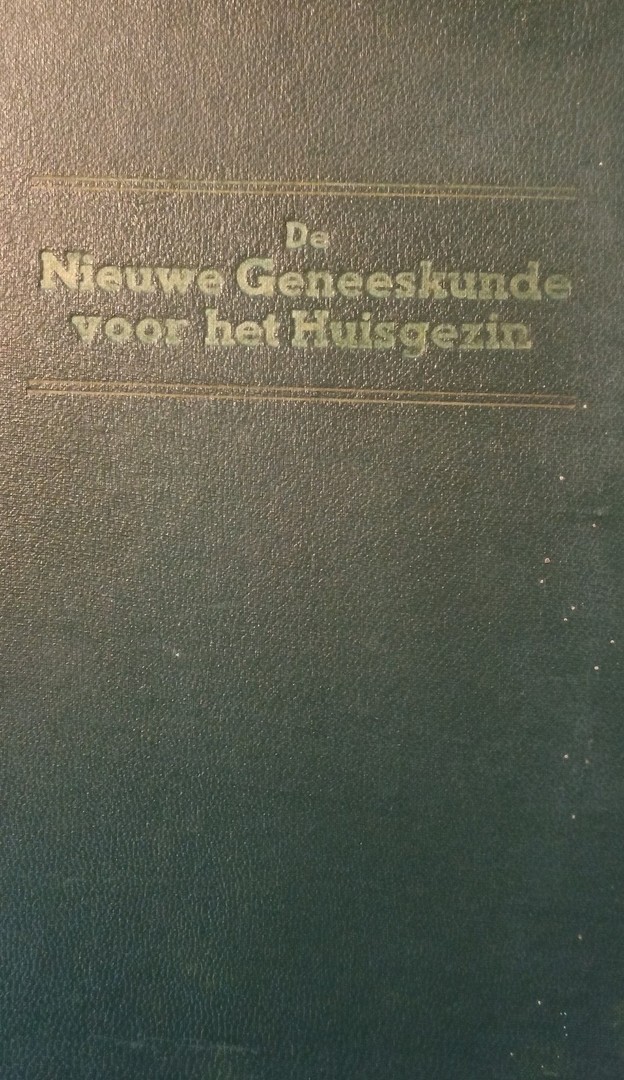 De
Nieuwe Geneeskunde
voor het Huisgezin